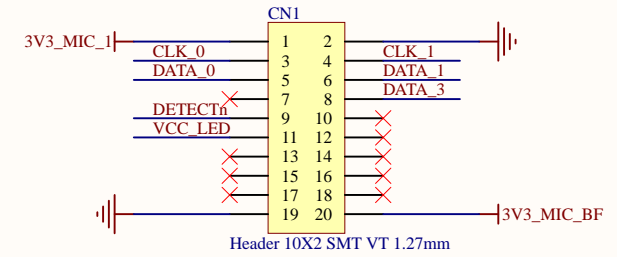 CN1
3V3_MIC_1 1 2
CLK_0 3 4 CLK_1
DATA_0 5 6 DATA_1
7 8 DATA_3
DETECTn 9 10
VCC_LED 11 12
13 14
15 16
17 18
19 20 3V3_MIC_BF
Header 10X2 SMT VT 1.27mm